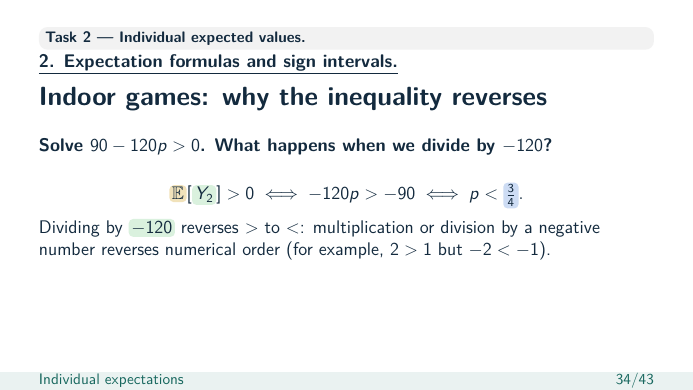 Task 2 — Individual expected values.
2. Expectation formulas and sign intervals.
Indoor games: why the inequality reverses
Solve 90 − 120p > 0. What happens when we divide by −120?
𝔼[Y₂] > 0 ⟺ −120p > −90 ⟺ p < 3/4.
Dividing by −120 reverses > to <: multiplication or division by a negative
number reverses numerical order (for example, 2 > 1 but −2 < −1).
Individual expectations
34/43